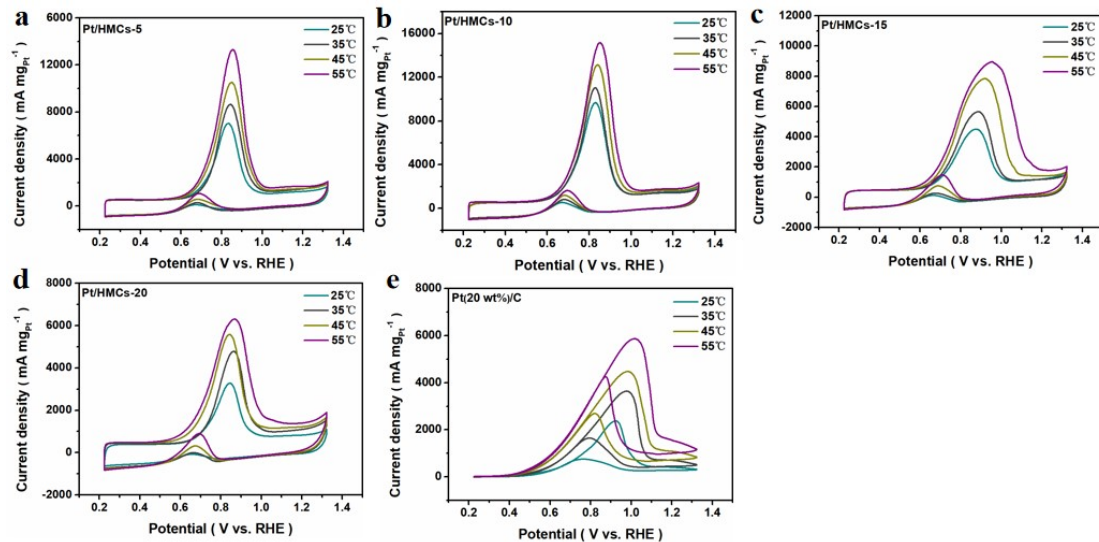 a
Pt/HMCs-5
25℃
35℃
45℃
55℃
12000
8000
4000
0
Current density ( mA mgPt-1 )
0.2 0.4 0.6 0.8 1.0 1.2 1.4
Potential ( V vs. RHE )
b
Pt/HMCs-10
25℃
35℃
45℃
55℃
16000
12000
8000
4000
0
Current density ( mA mgPt-1 )
0.2 0.4 0.6 0.8 1.0 1.2 1.4
Potential ( V vs. RHE )
c
Pt/HMCs-15
25℃
35℃
45℃
55℃
12000
10000
8000
6000
4000
2000
0
-2000
Current density ( mA mgPt-1 )
0.2 0.4 0.6 0.8 1.0 1.2 1.4
Potential ( V vs. RHE )
d
Pt/HMCs-20
25℃
35℃
45℃
55℃
8000
6000
4000
2000
0
-2000
Current density ( mA mgPt-1 )
0.2 0.4 0.6 0.8 1.0 1.2 1.4
Potential ( V vs. RHE )
e
Pt(20 wt%)/C
25℃
35℃
45℃
55℃
8000
6000
4000
2000
0
Current density ( mA mgPt-1 )
0.2 0.4 0.6 0.8 1.0 1.2 1.4
Potential ( V vs. RHE )